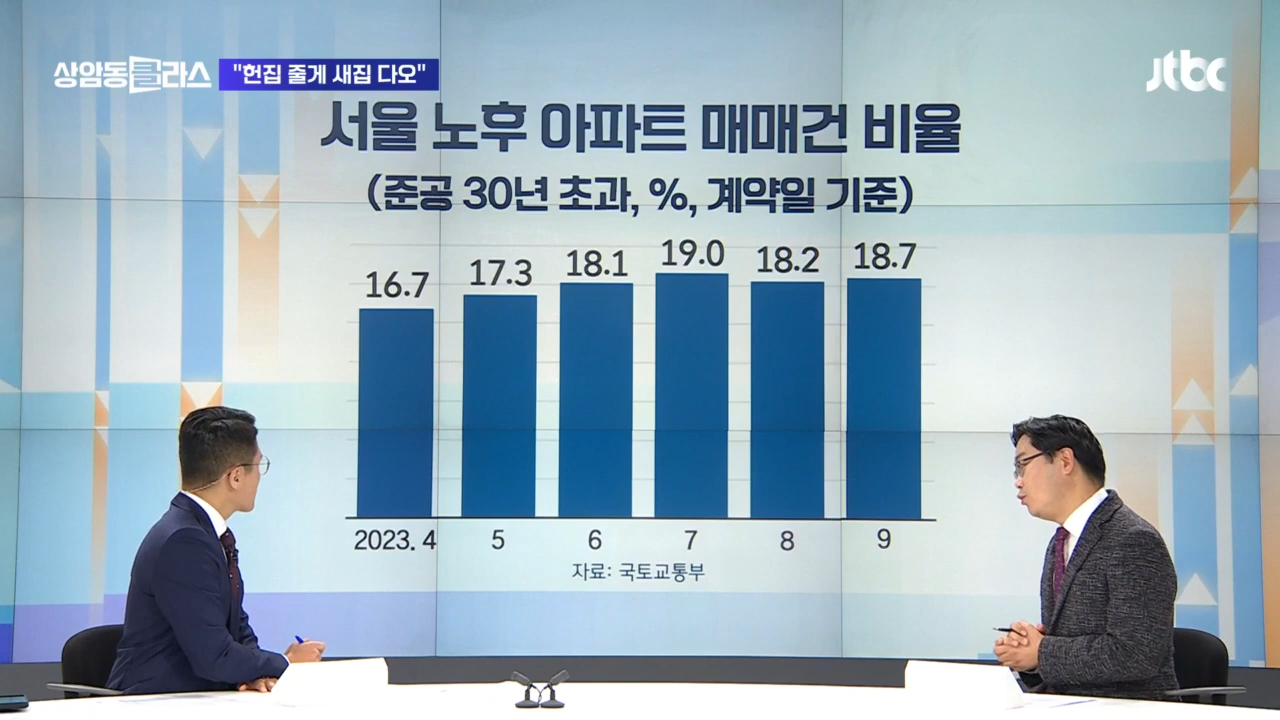 상암동클라스
"헌집 줄게 새집 다오"
jtbc
서울 노후 아파트 매매건 비율
(준공 30년 초과, %, 계약일 기준)
16.7 17.3 18.1 19.0 18.2 18.7
2023. 4 5 6 7 8 9
자료: 국토교통부